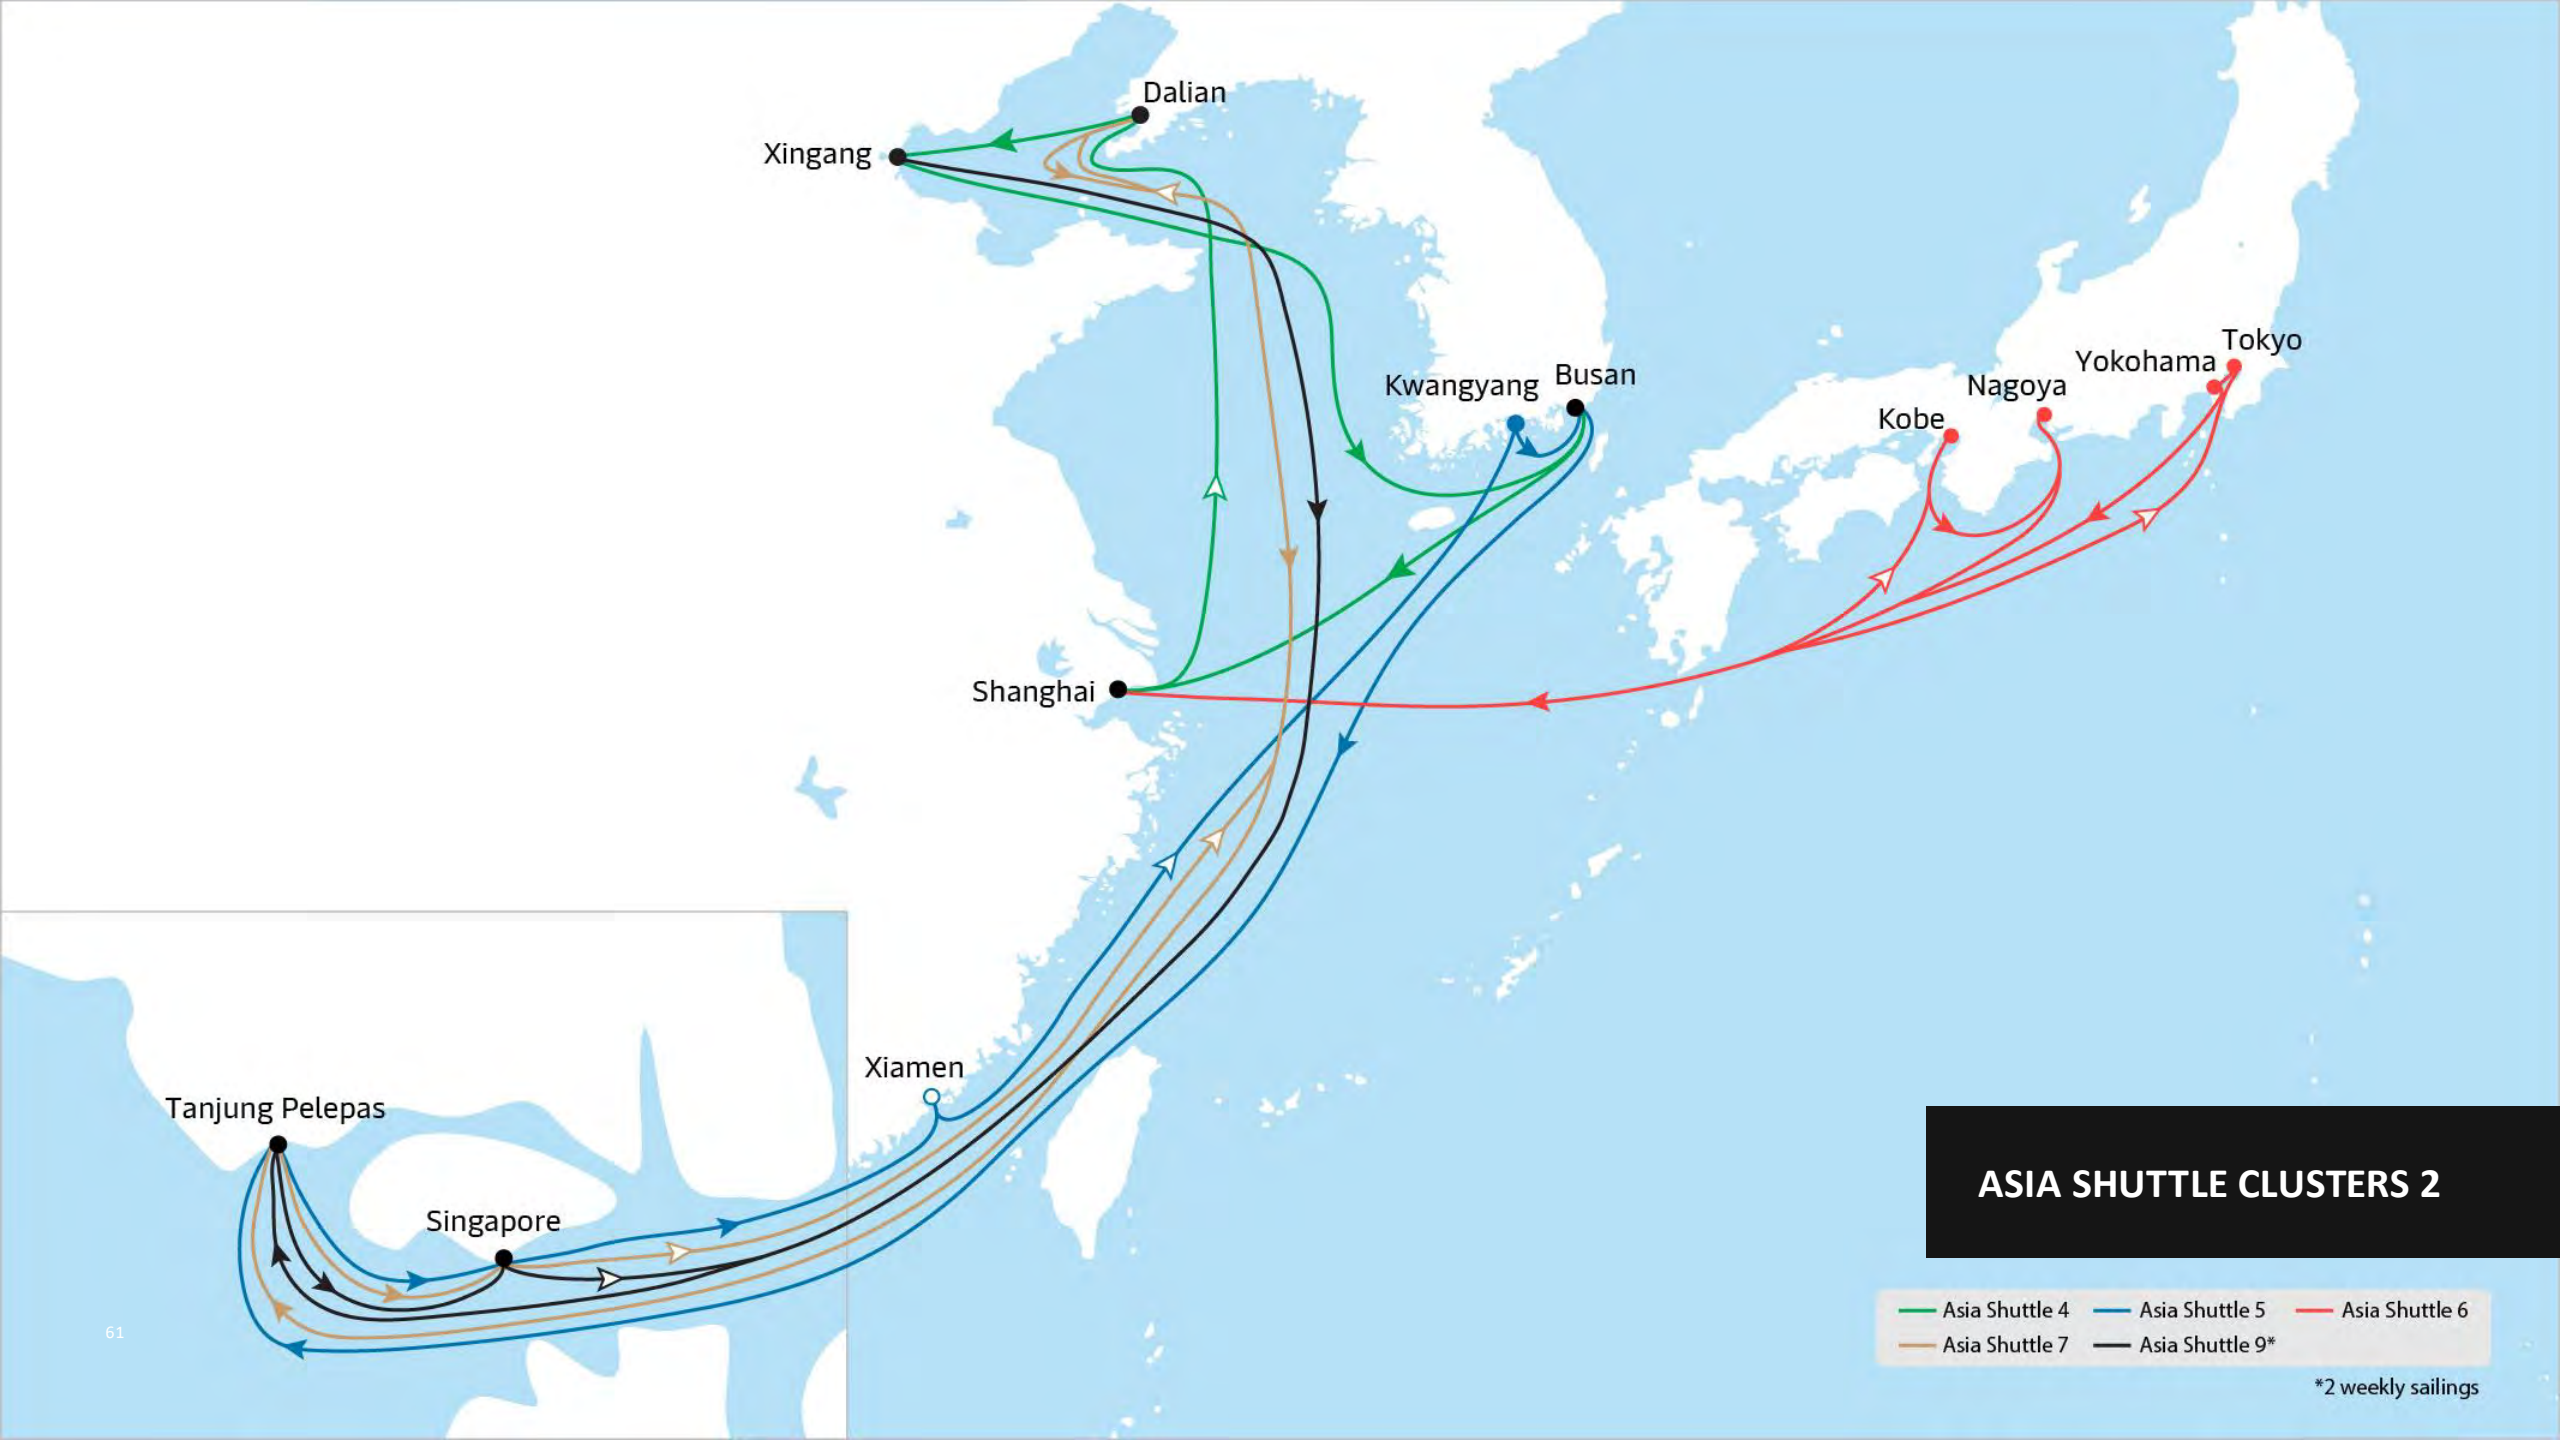 Dalian
Xingang
Tokyo
Yokohama
Kwangyang
Busan
Nagoya
Kobe
Shanghai
Xiamen
Tanjung Pelepas
Singapore
ASIA SHUTTLE CLUSTERS 2
Asia Shuttle 4
Asia Shuttle 5
Asia Shuttle 6
Asia Shuttle 7
Asia Shuttle 9*
*2 weekly sailings
61